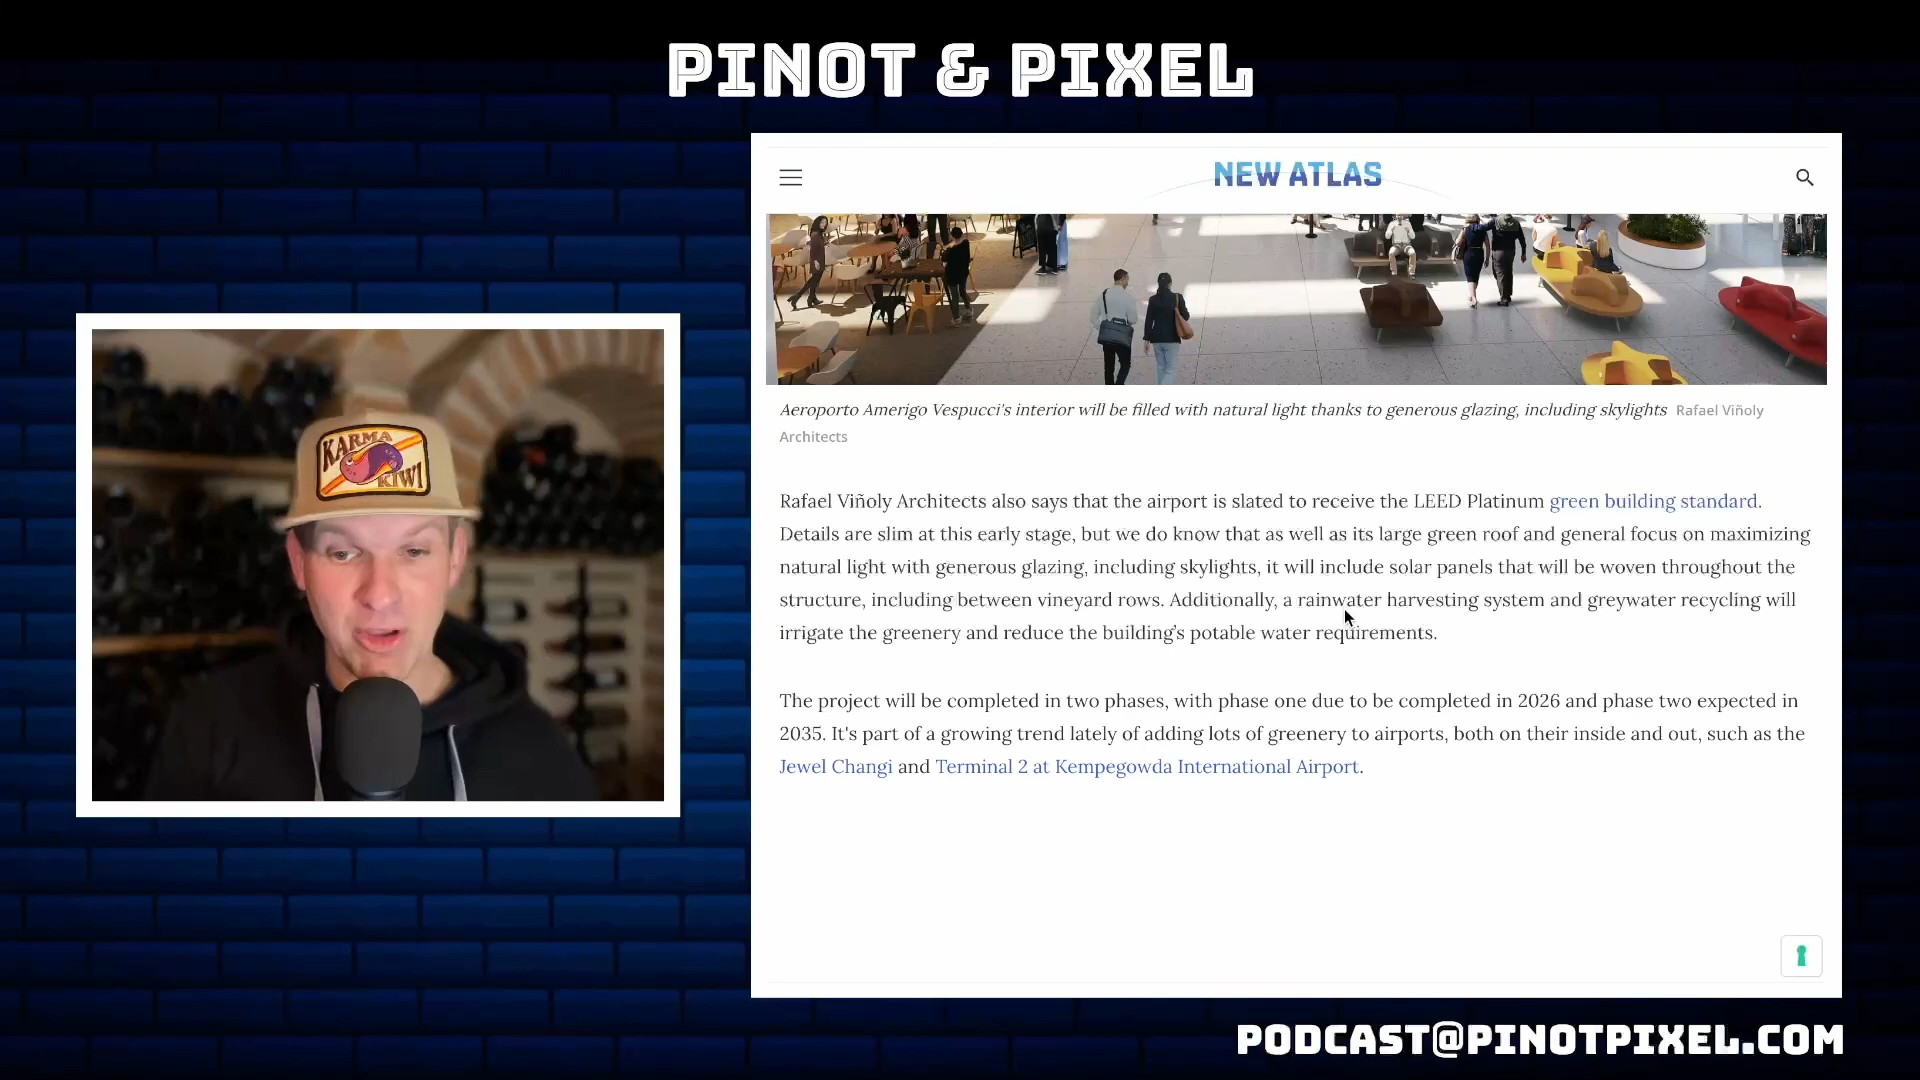 PINOT & PIXEL
NEW ATLAS
KARMA
KIWI
Aeroporto Amerigo Vespucci's interior will be filled with natural light thanks to generous glazing, including skylights Rafael Viñoly
Architects
Rafael Viñoly Architects also says that the airport is slated to receive the LEED Platinum green building standard.
Details are slim at this early stage, but we do know that as well as its large green roof and general focus on maximizing
natural light with generous glazing, including skylights, it will include solar panels that will be woven throughout the
structure, including between vineyard rows. Additionally, a rainwater harvesting system and greywater recycling will
irrigate the greenery and reduce the building's potable water requirements.
The project will be completed in two phases, with phase one due to be completed in 2026 and phase two expected in
2035. It's part of a growing trend lately of adding lots of greenery to airports, both on their inside and out, such as the
Jewel Changi and Terminal 2 at Kempegowda International Airport.
PODCAST@PINOTPIXEL.COM